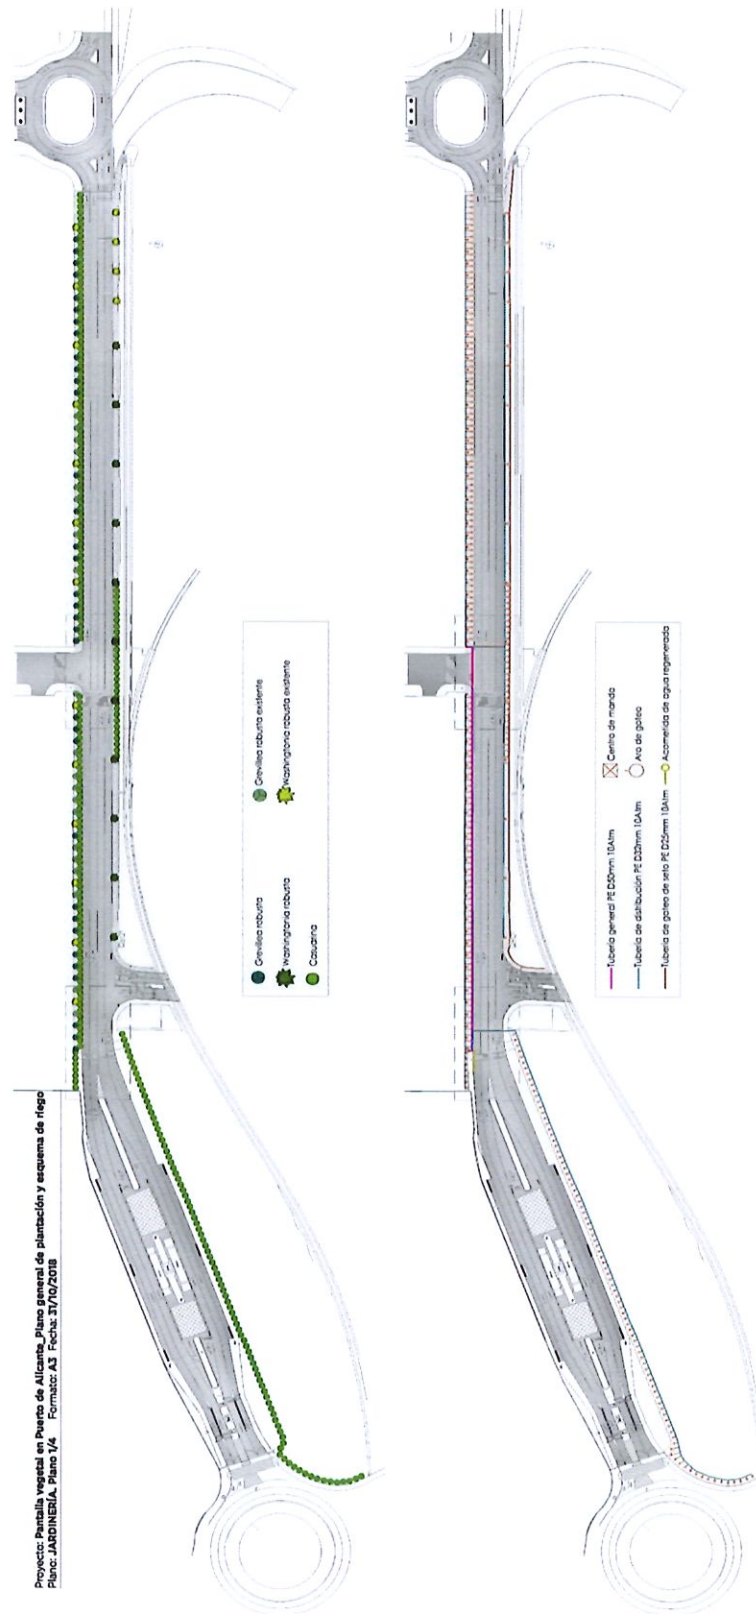 Proyecto: Pantalla vegetal en Puerto de Alicante_Plano general de plantación y esquema de riego
Plano: JARDINERÍA. Plano 1/4 Formato: A3 Fecha: 31/10/2018
Grevillea robusta
Grevillea robusta existente
Washingtonia robusta
Washingtonia robusta existente
Casuarina
Tubería general PE D50mm 10Atm
Centro de mando
Tubería de distribución PE D32mm 10Atm
Aro de goteo
Tubería de goteo de seto PE D25mm 10Atm
Acometida de agua regenerada